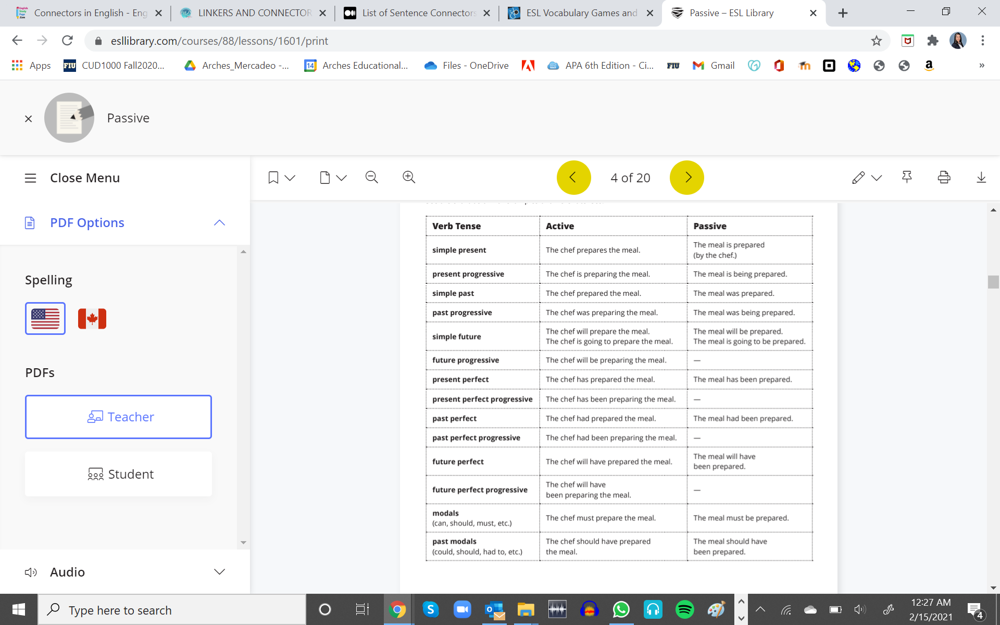 Connectors in English - Eng
LINKERS AND CONNECTOR
List of Sentence Connectors
ESL Vocabulary Games and
Passive – ESL Library
esllibrary.com/courses/88/lessons/1601/print
Apps
FIU CUD1000 Fall2020...
Arches_Mercadeo -...
14 Arches Educational...
Files - OneDrive
APA 6th Edition - Ci...
FIU
Gmail
a
»
Passive
Close Menu
4 of 20
PDF Options
Spelling
PDFs
Teacher
Student
Audio
Verb Tense Active Passive
simple present The chef prepares the meal. The meal is prepared
(by the chef.)
present progressive The chef is preparing the meal. The meal is being prepared.
simple past The chef prepared the meal. The meal was prepared.
past progressive The chef was preparing the meal. The meal was being prepared.
simple future The chef will prepare the meal. The meal will be prepared.
The chef is going to prepare the meal. The meal is going to be prepared.
future progressive The chef will be preparing the meal. —
present perfect The chef has prepared the meal. The meal has been prepared.
present perfect progressive The chef has been preparing the meal. —
past perfect The chef had prepared the meal. The meal had been prepared.
past perfect progressive The chef had been preparing the meal. —
future perfect The chef will have prepared the meal. The meal will have
been prepared.
future perfect progressive The chef will have
been preparing the meal. —
modals
(can, should, must, etc.) The chef must prepare the meal. The meal must be prepared.
past modals The chef should have prepared The meal should have
(could, should, had to, etc.) the meal. been prepared.
Type here to search
12:27 AM
2/15/2021
4